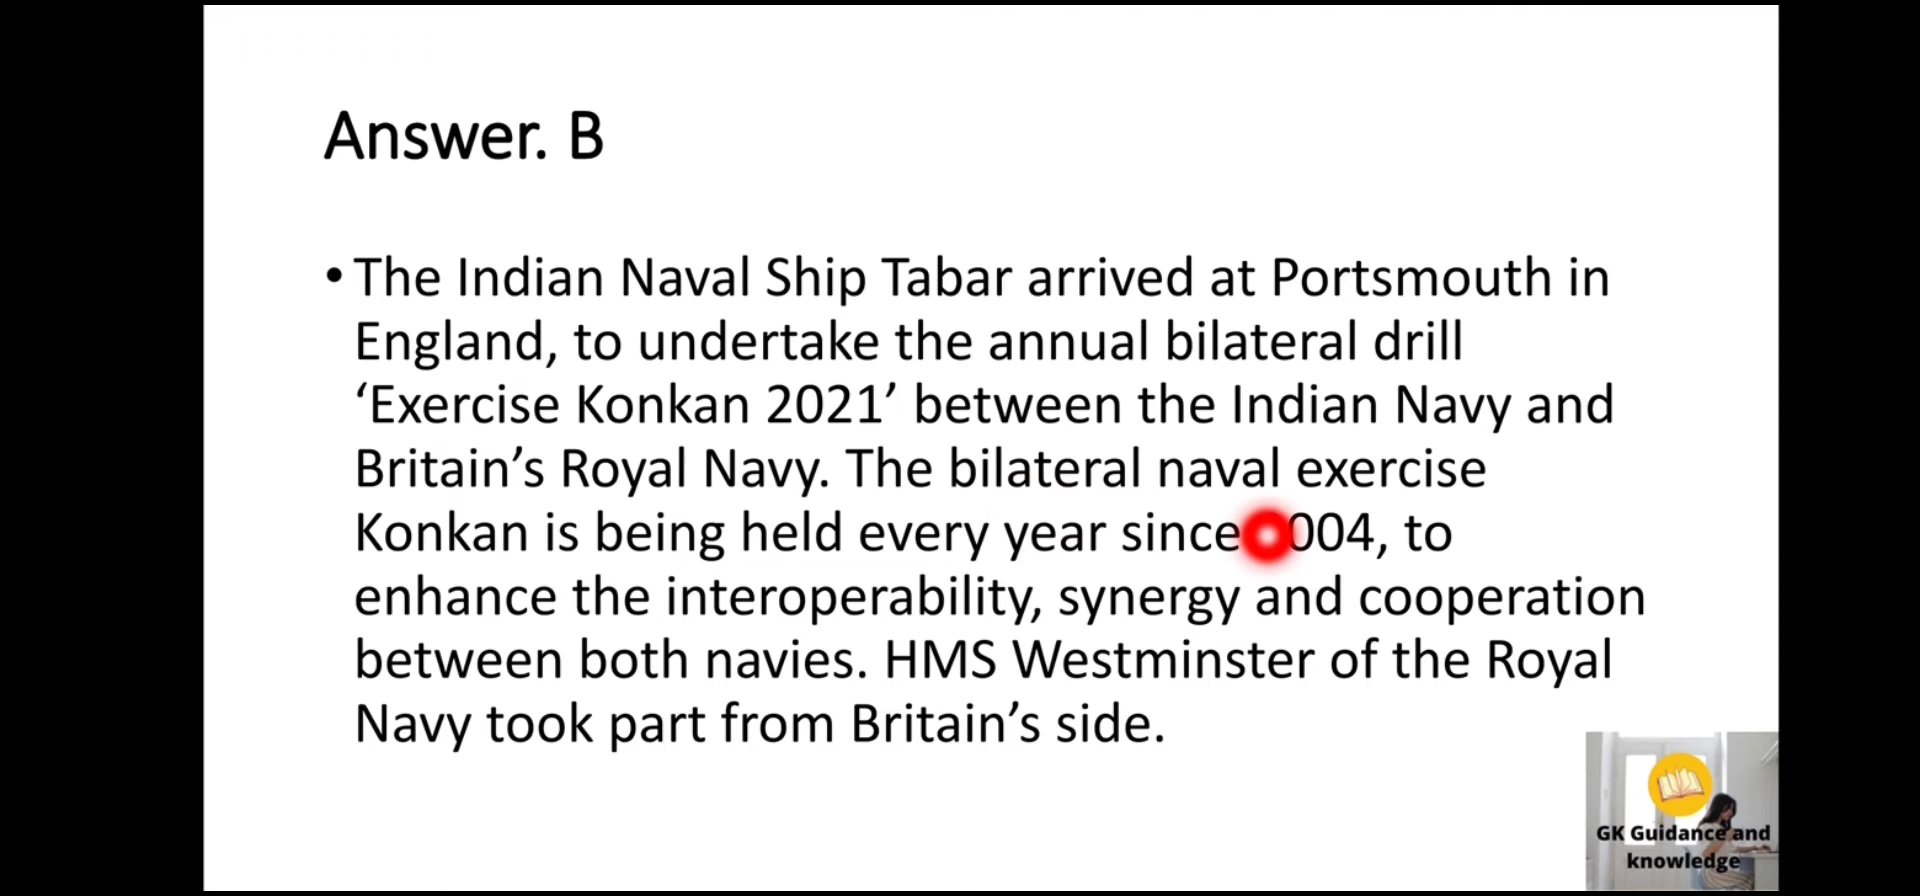 Answer. B
• The Indian Naval Ship Tabar arrived at Portsmouth in
England, to undertake the annual bilateral drill
‘Exercise Konkan 2021’ between the Indian Navy and
Britain’s Royal Navy. The bilateral naval exercise
Konkan is being held every year since 004, to
enhance the interoperability, synergy and cooperation
between both navies. HMS Westminster of the Royal
Navy took part from Britain’s side.
GK Guidance and
knowledge